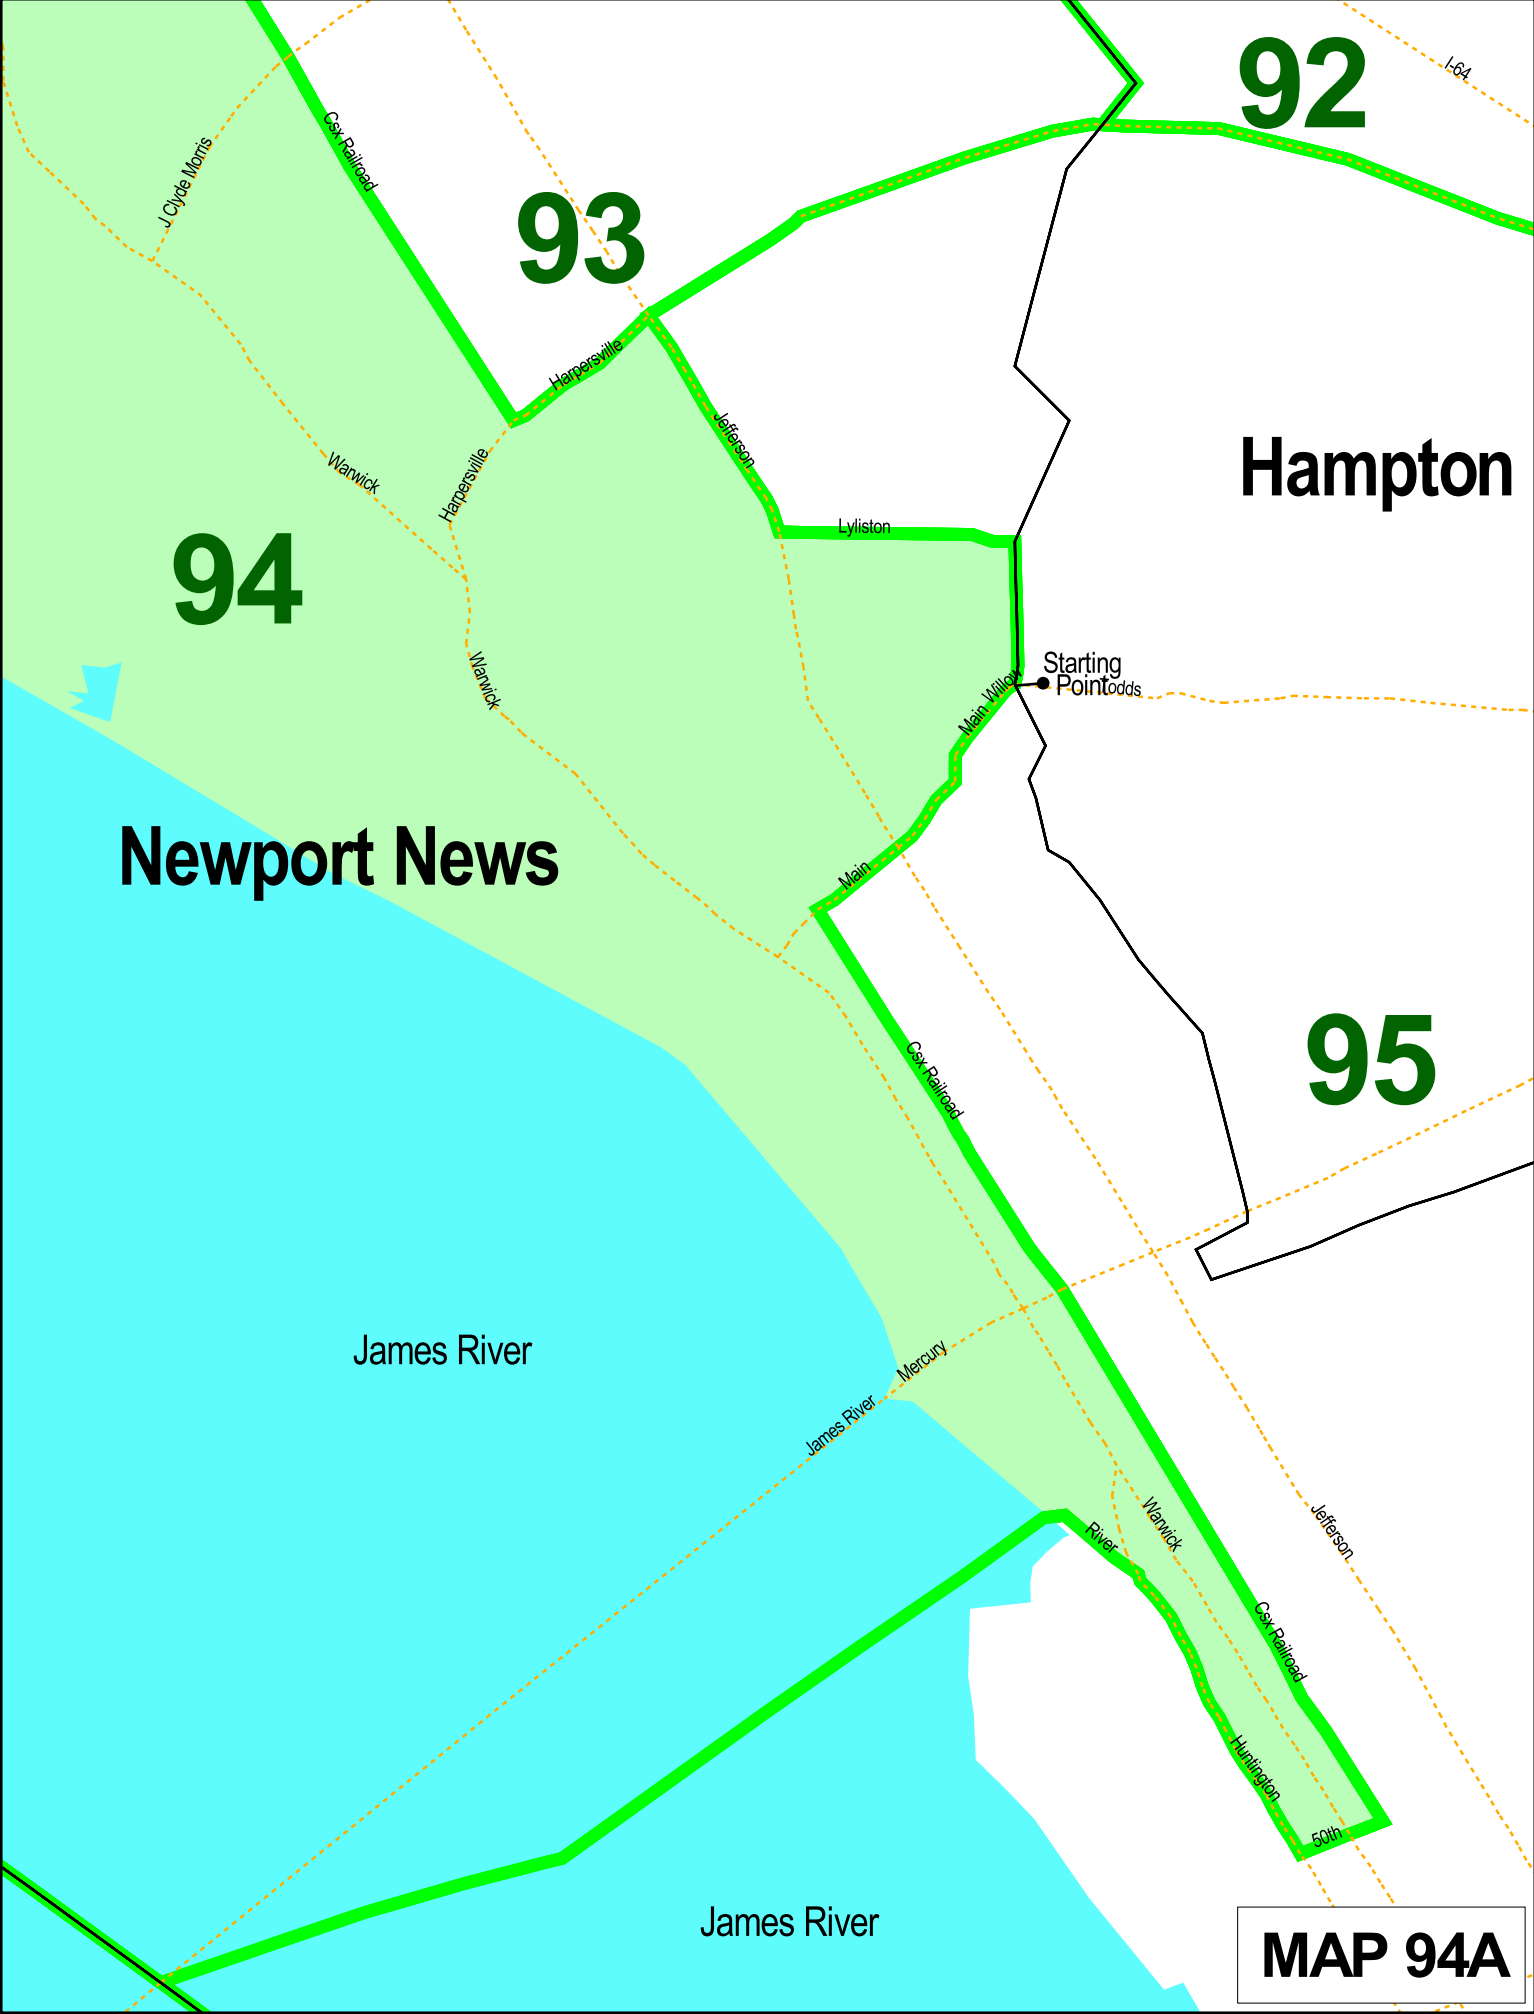 92
I-64
Csx Railroad
J Clyde Morris
93
Harpersville
Jefferson
Hampton
Warwick
Harpersville
Lyliston
94
Starting
Point
Todds
Main
Willow
Warwick
Newport News
Main
95
Csx Railroad
James River
Mercury
James River
River
Warwick
Jefferson
Csx Railroad
Huntington
50th
James River
MAP 94A